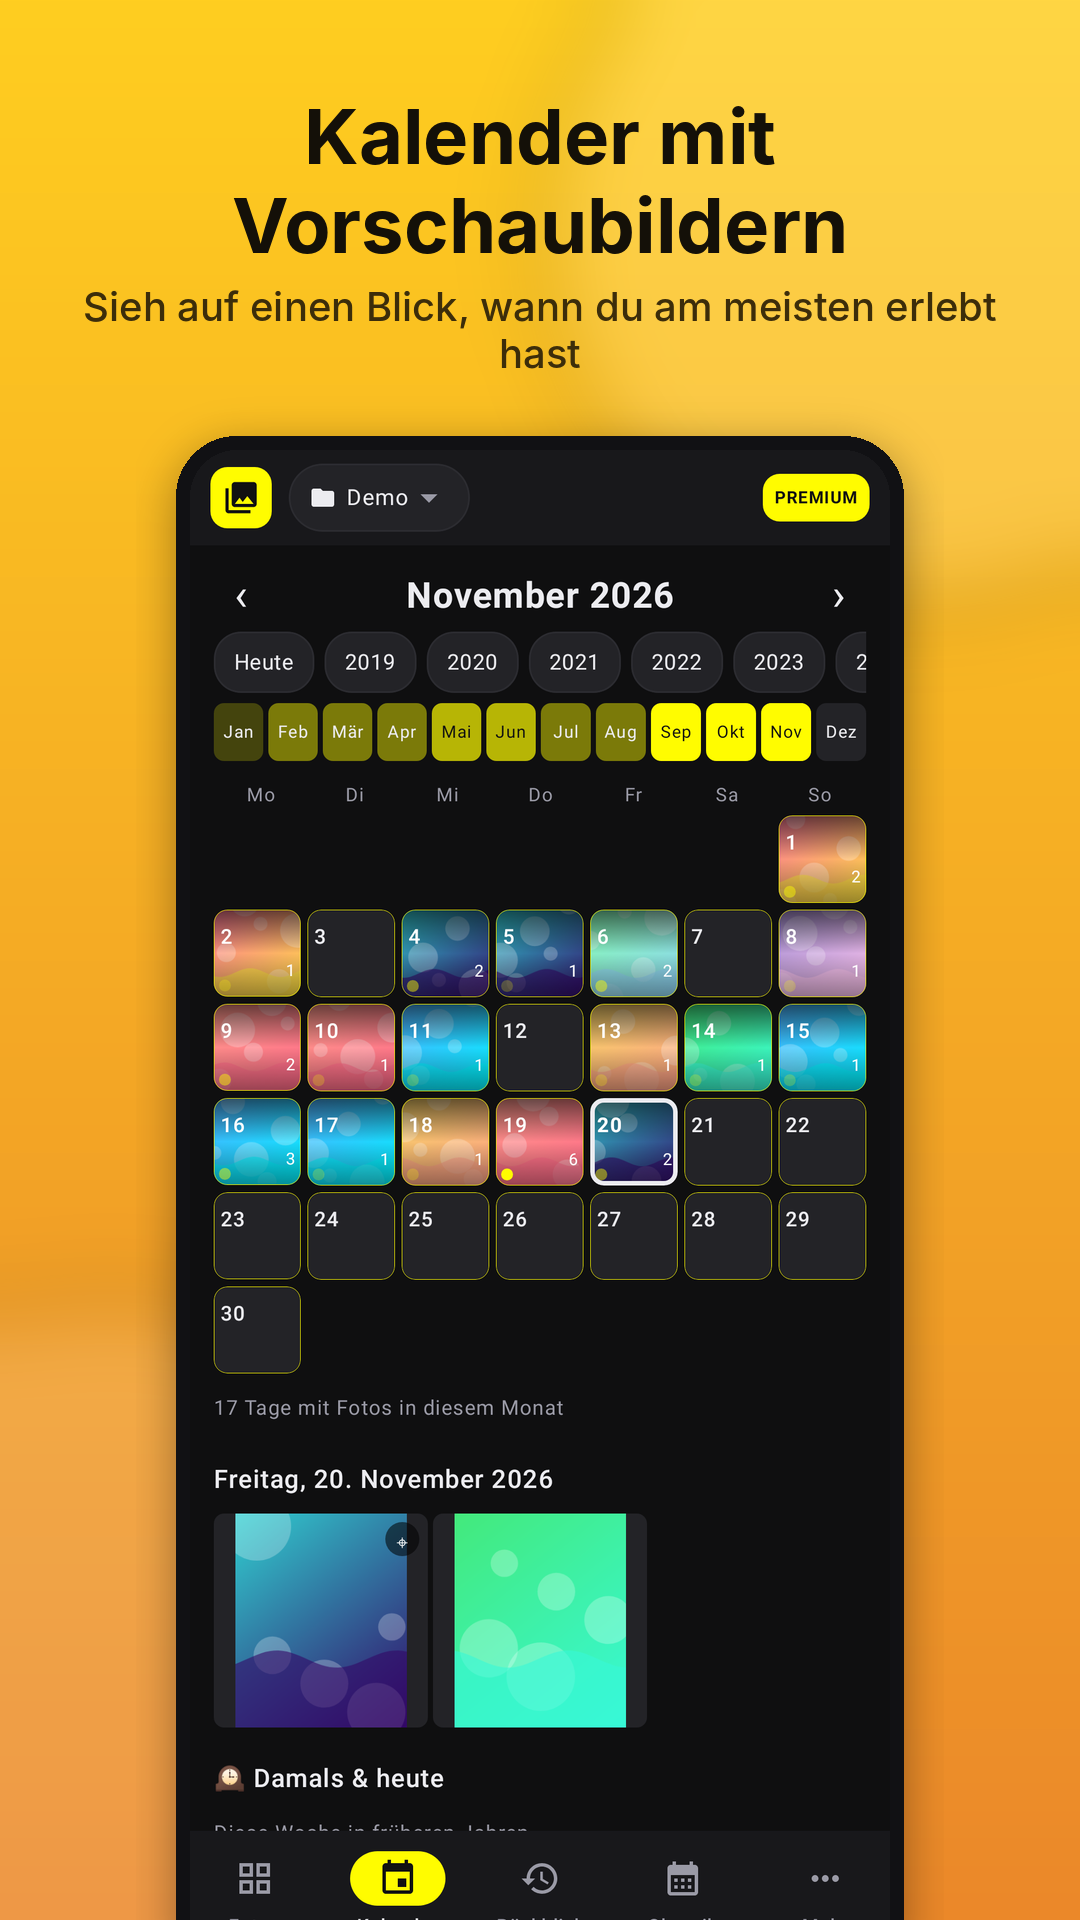 Kalender mit
Vorschaubildern
Sieh auf einen Blick, wann du am meisten erlebt
hast
Demo
PREMIUM
‹ November 2026 ›
Heute 2019 2020 2021 2022 2023
Jan Feb Mär Apr Mai Jun Jul Aug Sep Okt Nov Dez
Mo Di Mi Do Fr Sa So
1
2
2 3 4 5 6 7 8
1 2 1 2 1
9 10 11 12 13 14 15
2 1 1 1 1 1
16 17 18 19 20 21 22
3 1 1 6 2
23 24 25 26 27 28 29
30
17 Tage mit Fotos in diesem Monat
Freitag, 20. November 2026
Damals & heute
Diese Woche in früheren Jahren